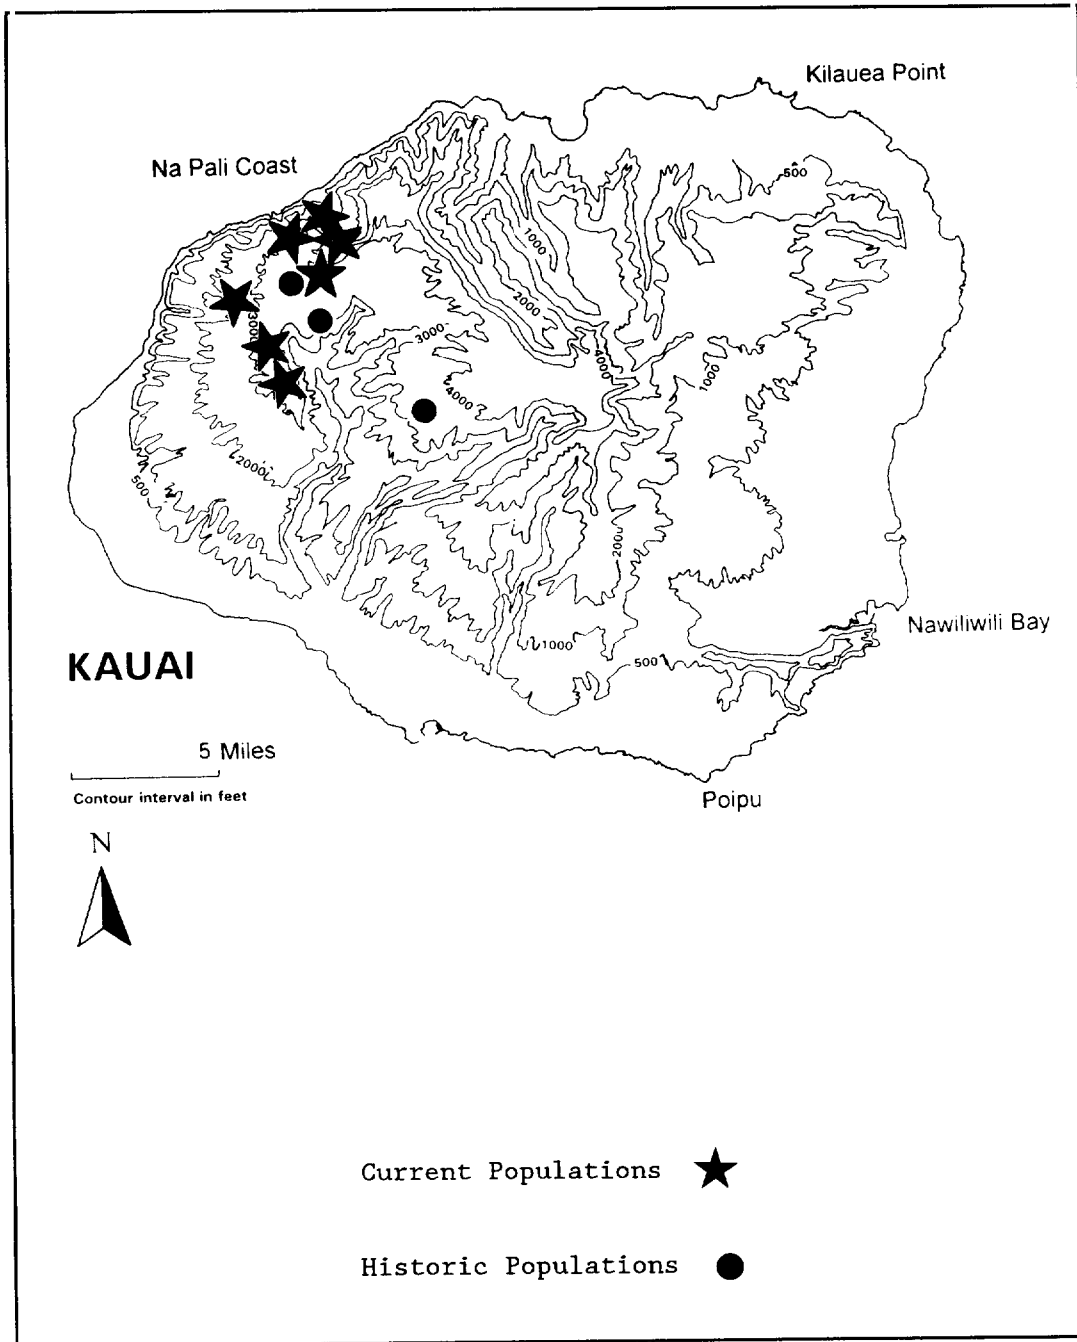 Kilauea Point
Na Pali Coast
500
1000
2000
3000
3000
4000
1000
4000
2000
500
200
Nawiliwili Bay
1000
500
KAUAI
5 Miles
Contour interval in feet
Poipu
N
Current Populations
Historic Populations